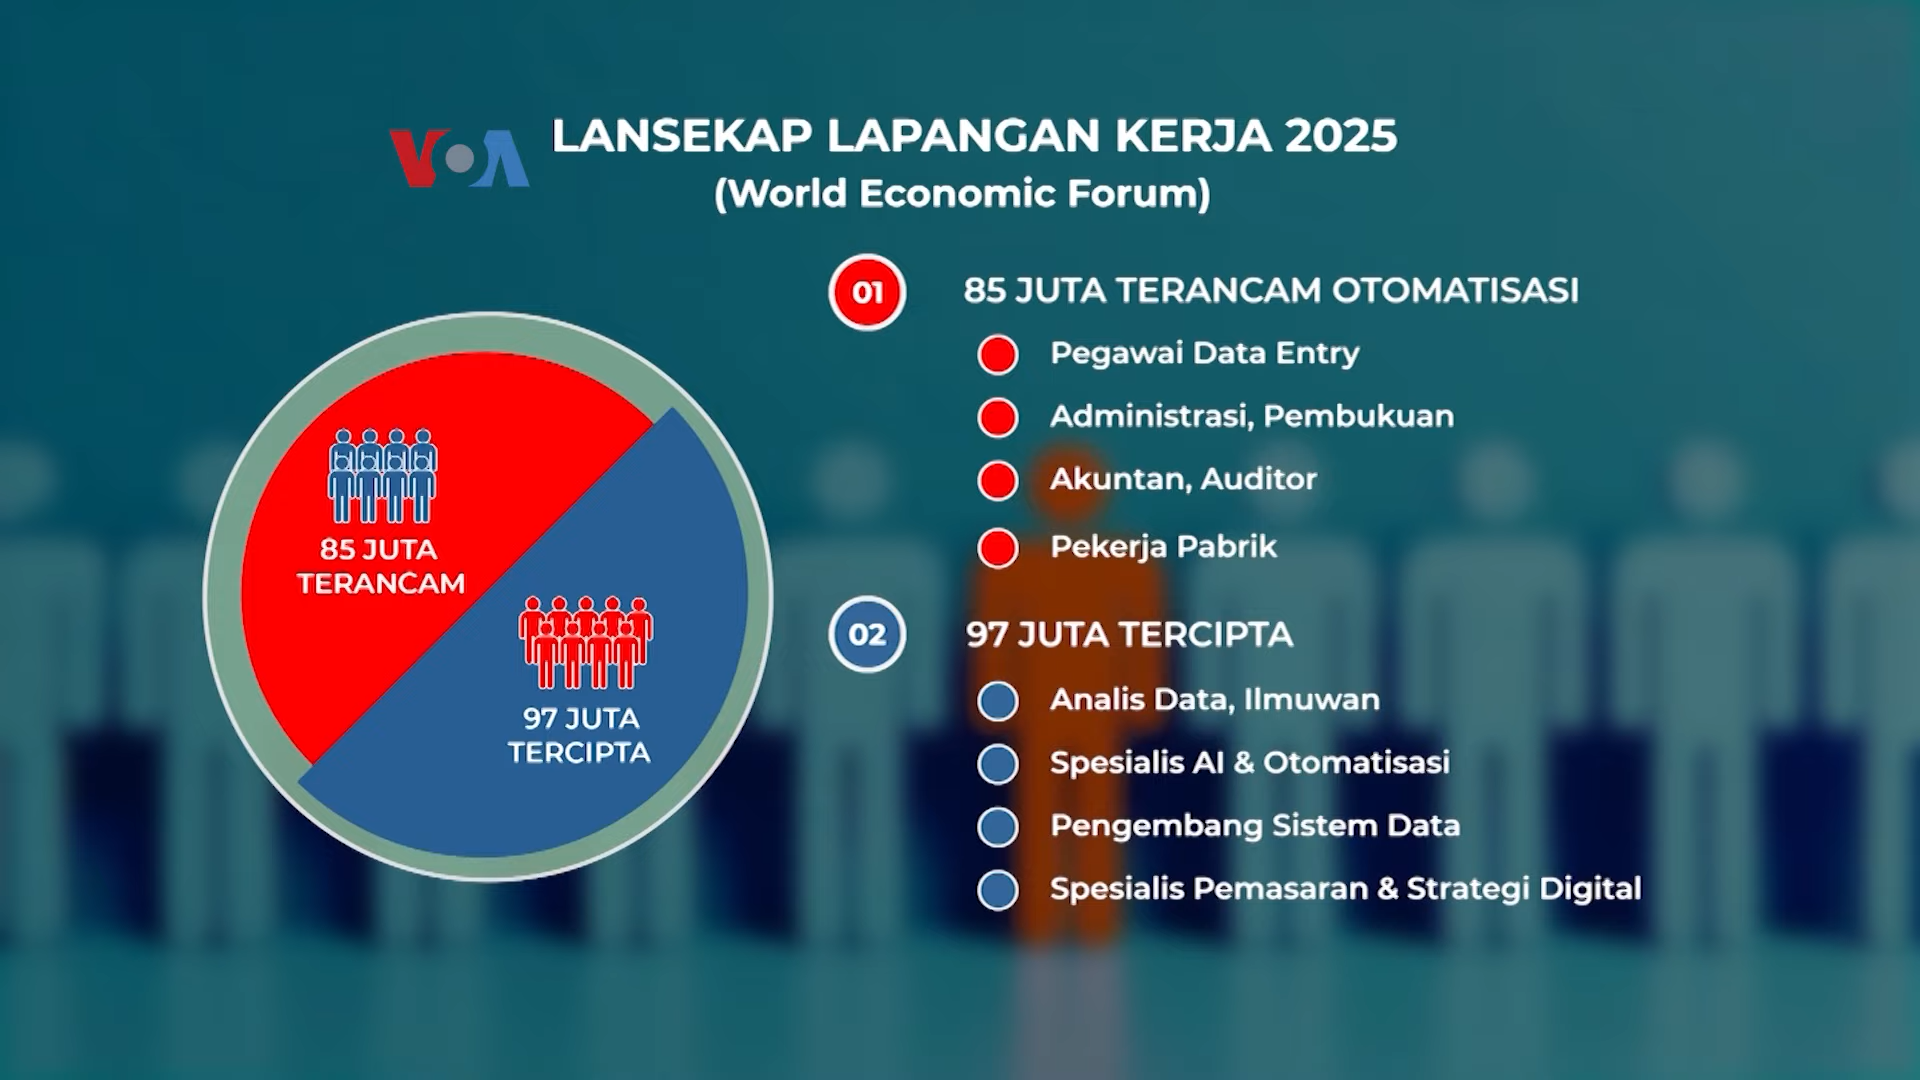 VOA
LANSEKAP LAPANGAN KERJA 2025
(World Economic Forum)
85 JUTA
TERANCAM
97 JUTA
TERCIPTA
01
85 JUTA TERANCAM OTOMATISASI
Pegawai Data Entry
Administrasi, Pembukuan
Akuntan, Auditor
Pekerja Pabrik
02
97 JUTA TERCIPTA
Analis Data, Ilmuwan
Spesialis AI & Otomatisasi
Pengembang Sistem Data
Spesialis Pemasaran & Strategi Digital